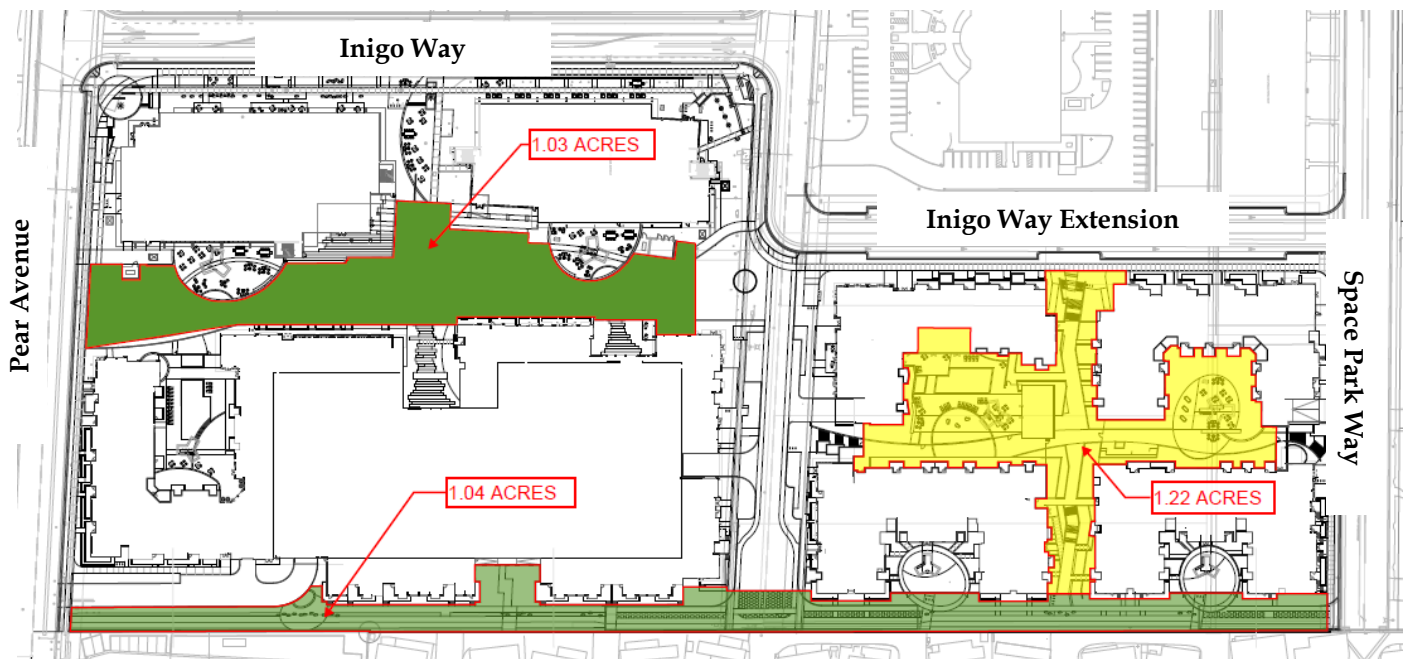 Inigo Way
1.03 ACRES
Pear Avenue
Inigo Way Extension
Space Park Way
1.04 ACRES
1.22 ACRES